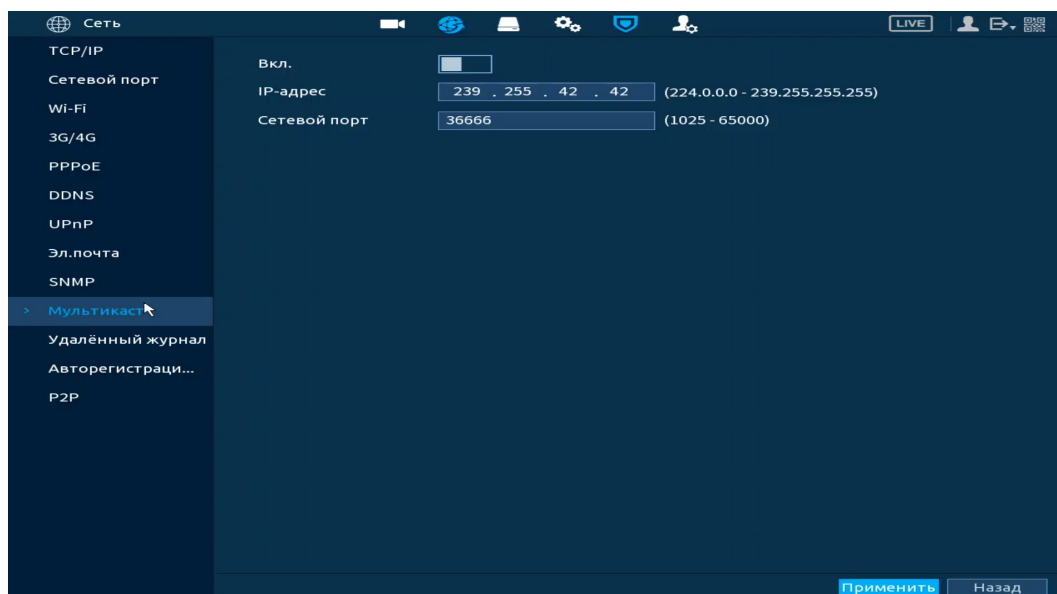 Сеть
LIVE
TCP/IP
Сетевой порт
Wi-Fi
3G/4G
PPPoE
DDNS
UPnP
Эл.почта
SNMP
> Мультикаст
Удалённый журнал
Авторегистраци...
P2P
Вкл.
IP-адрес 239 . 255 . 42 . 42 (224.0.0.0 - 239.255.255.255)
Сетевой порт 36666 (1025 - 65000)
Применить Назад